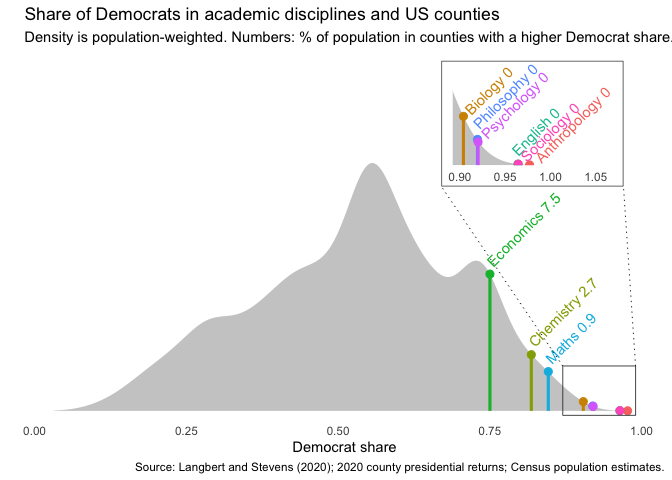 Share of Democrats in academic disciplines and US counties
Density is population-weighted. Numbers: % of population in counties with a higher Democrat share.
Biology 0
Philosophy 0
Psychology 0
English 0
Sociology 0
Anthropology 0
0.90 0.95 1.00 1.05
Economics 7.5
Chemistry 2.7
Maths 0.9
0.00 0.25 0.50 0.75 1.00
Democrat share
Source: Langbert and Stevens (2020); 2020 county presidential returns; Census population estimates.